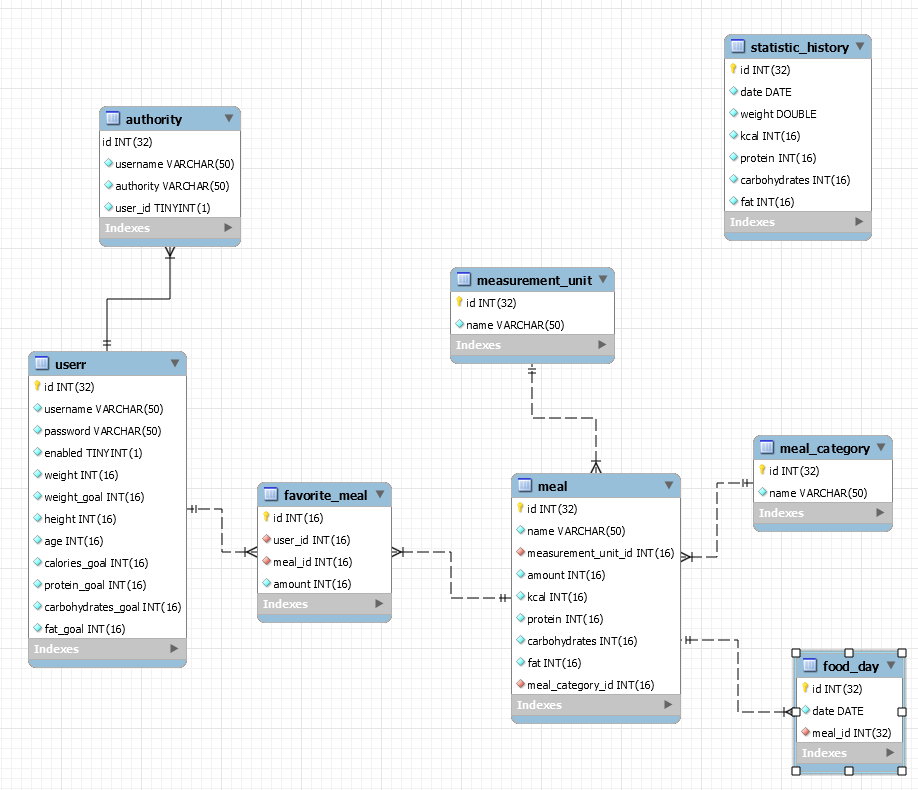 statistic_history
id INT(32)
date DATE
weight DOUBLE
kcal INT(16)
protein INT(16)
carbohydrates INT(16)
fat INT(16)
Indexes
authority
id INT(32)
username VARCHAR(50)
authority VARCHAR(50)
user_id TINYINT(1)
Indexes
measurement_unit
id INT(32)
name VARCHAR(50)
Indexes
userr
id INT(32)
username VARCHAR(50)
password VARCHAR(50)
enabled TINYINT(1)
weight INT(16)
weight_goal INT(16)
height INT(16)
age INT(16)
calories_goal INT(16)
protein_goal INT(16)
carbohydrates_goal INT(16)
fat_goal INT(16)
Indexes
favorite_meal
id INT(16)
user_id INT(16)
meal_id INT(16)
amount INT(16)
Indexes
meal
id INT(32)
name VARCHAR(50)
measurement_unit_id INT(16)
amount INT(16)
kcal INT(16)
protein INT(16)
carbohydrates INT(16)
fat INT(16)
meal_category_id INT(16)
Indexes
meal_category
id INT(32)
name VARCHAR(50)
Indexes
food_day
id INT(32)
date DATE
meal_id INT(32)
Indexes